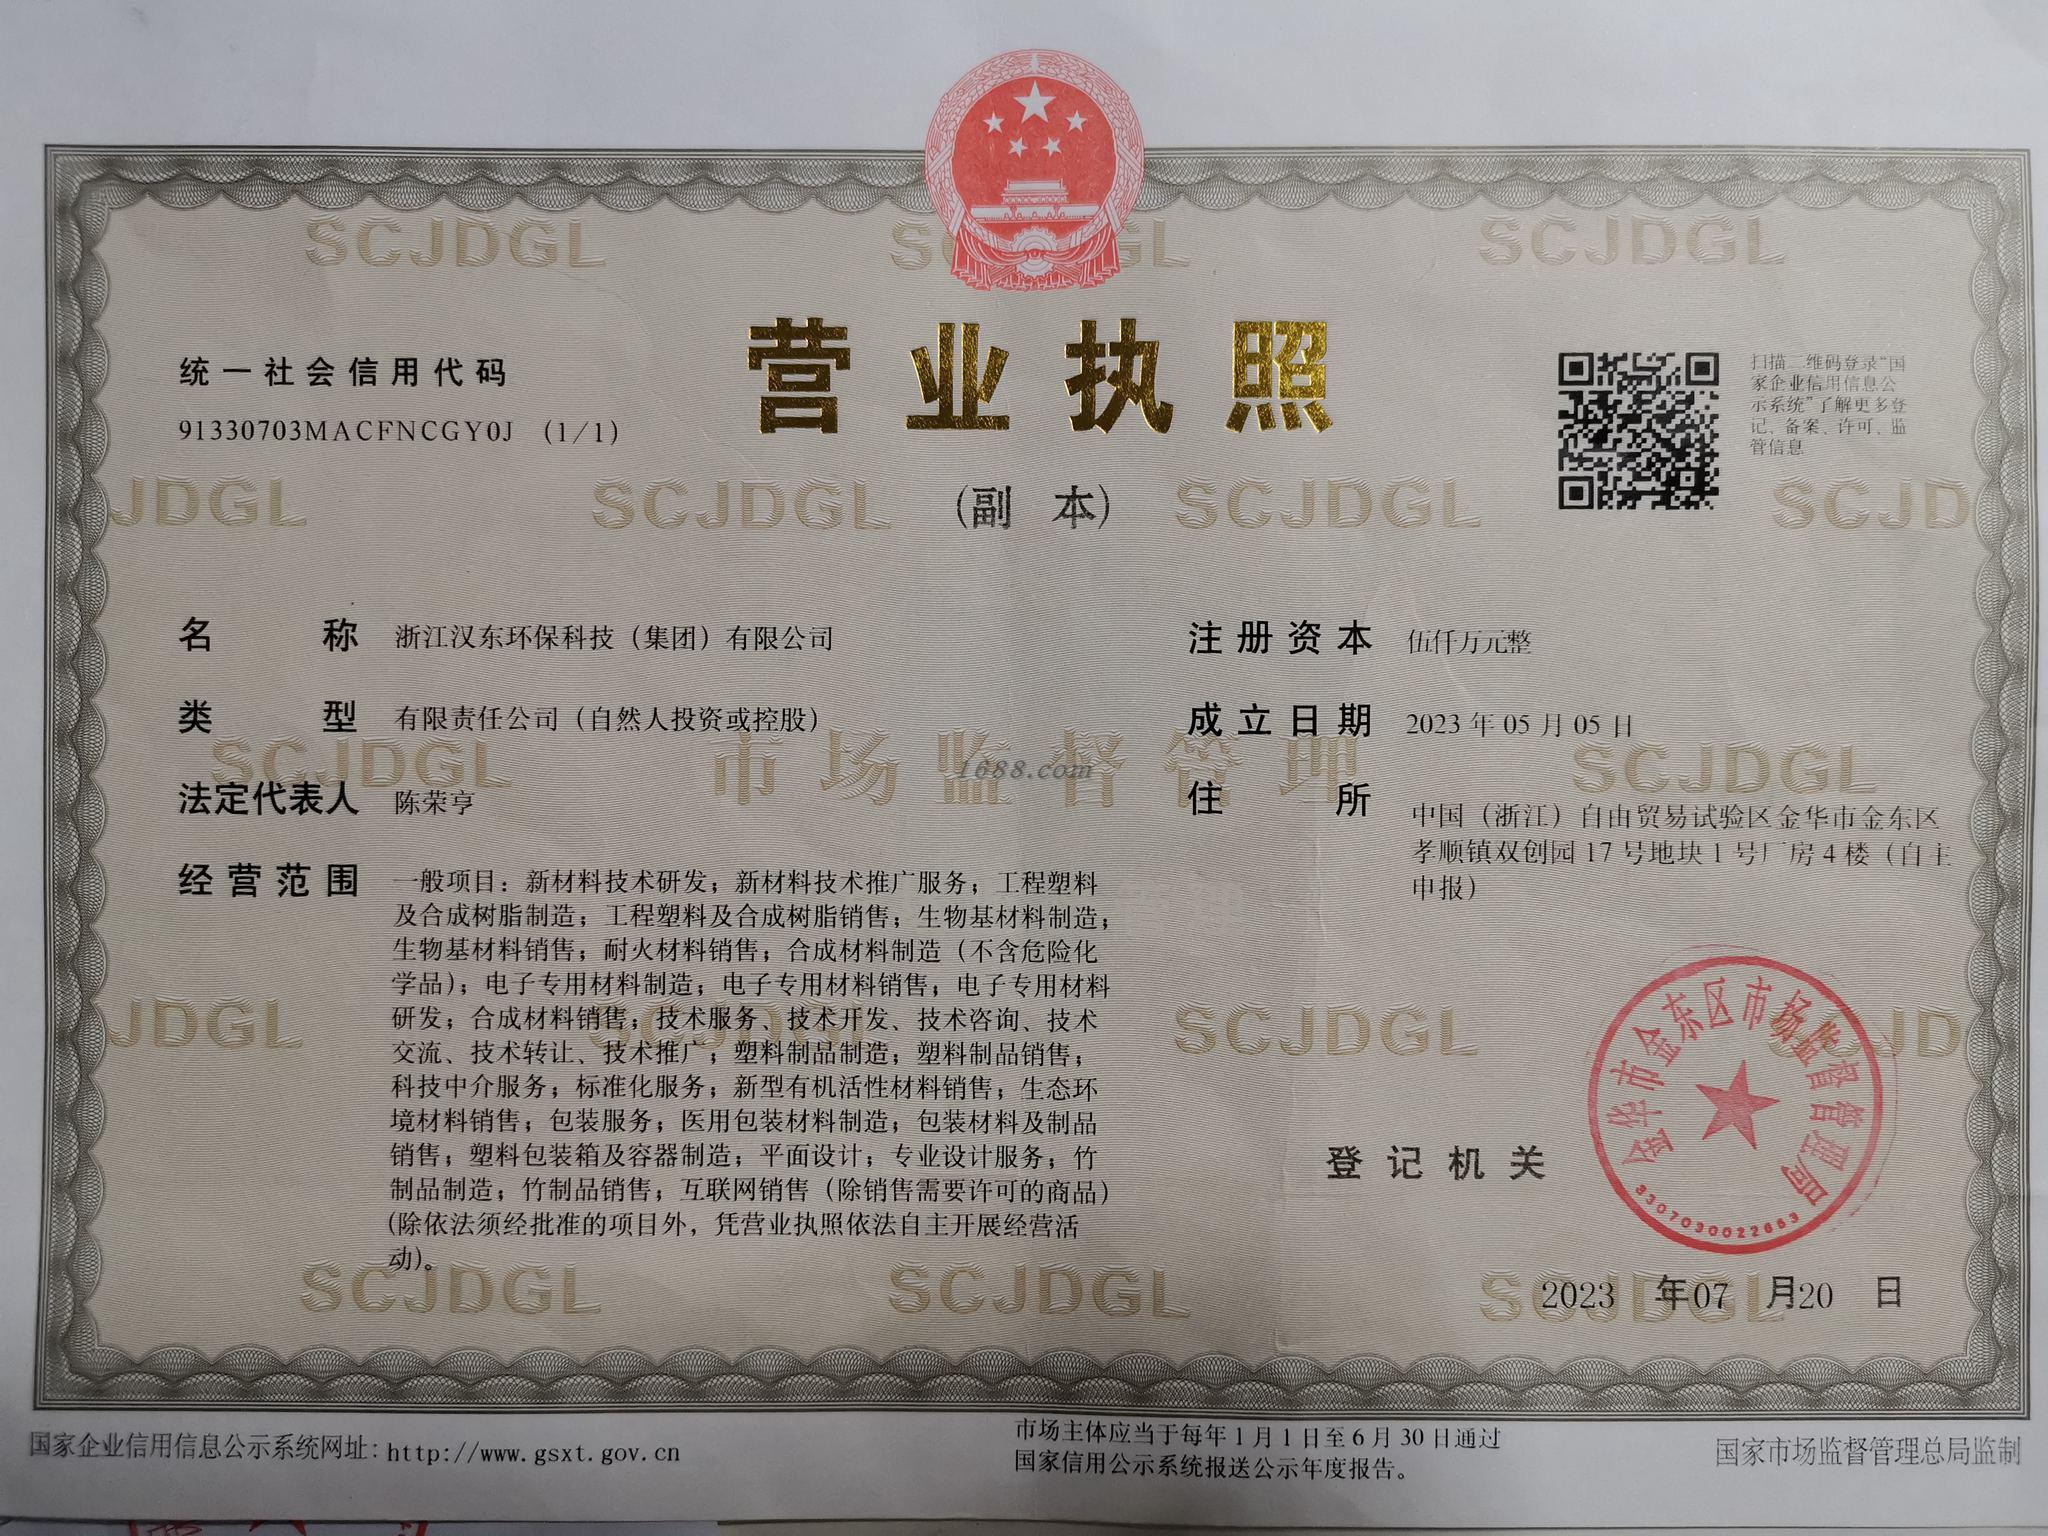 营业执照
(副 本)
统一社会信用代码
91330703MACFNCGY0J (1/1)
扫描二维码登录“国
家企业信用信息公
示系统”了解更多登
记、备案、许可、监
管信息
名 称 浙江汉东环保科技（集团）有限公司
类 型 有限责任公司（自然人投资或控股）
法定代表人 陈荣亨
经营范围 一般项目：新材料技术研发；新材料技术推广服务；工程塑料
及合成树脂制造；工程塑料及合成树脂销售；生物基材料制造；
生物基材料销售；耐火材料销售；合成材料制造（不含危险化
学品）；电子专用材料制造；电子专用材料销售；电子专用材料
研发；合成材料销售；技术服务、技术开发、技术咨询、技术
交流、技术转让、技术推广；塑料制品制造；塑料制品销售；
科技中介服务；标准化服务；新型有机活性材料销售；生态环
境材料销售；包装服务；医用包装材料制造；包装材料及制品
销售；塑料包装箱及容器制造；平面设计；专业设计服务；竹
制品制造；竹制品销售；互联网销售（除销售需要许可的商品）
(除依法须经批准的项目外，凭营业执照依法自主开展经营活
动)。
注册资本 伍仟万元整
成立日期 2023年05月05日
住 所 中国（浙江）自由贸易试验区金华市金东区
孝顺镇双创园17号地块1号厂房4楼（自主
申报）
登记机关
金华市金东区市场监督管理局
2023 年07 月20 日
SCJDGL SCJDGL SCJDGL
JDGL SCJDGL SCJDGL SCJD
SCJDGL 市场监督管理 SCJDGL
1688.com
JDGL SCJDGL SCJDGL SCJD
SCJDGL SCJDGL SCJDGL
国家企业信用信息公示系统网址：http://www.gsxt.gov.cn
市场主体应当于每年1月1日至6月30日通过
国家信用公示系统报送公示年度报告。
国家市场监督管理总局监制